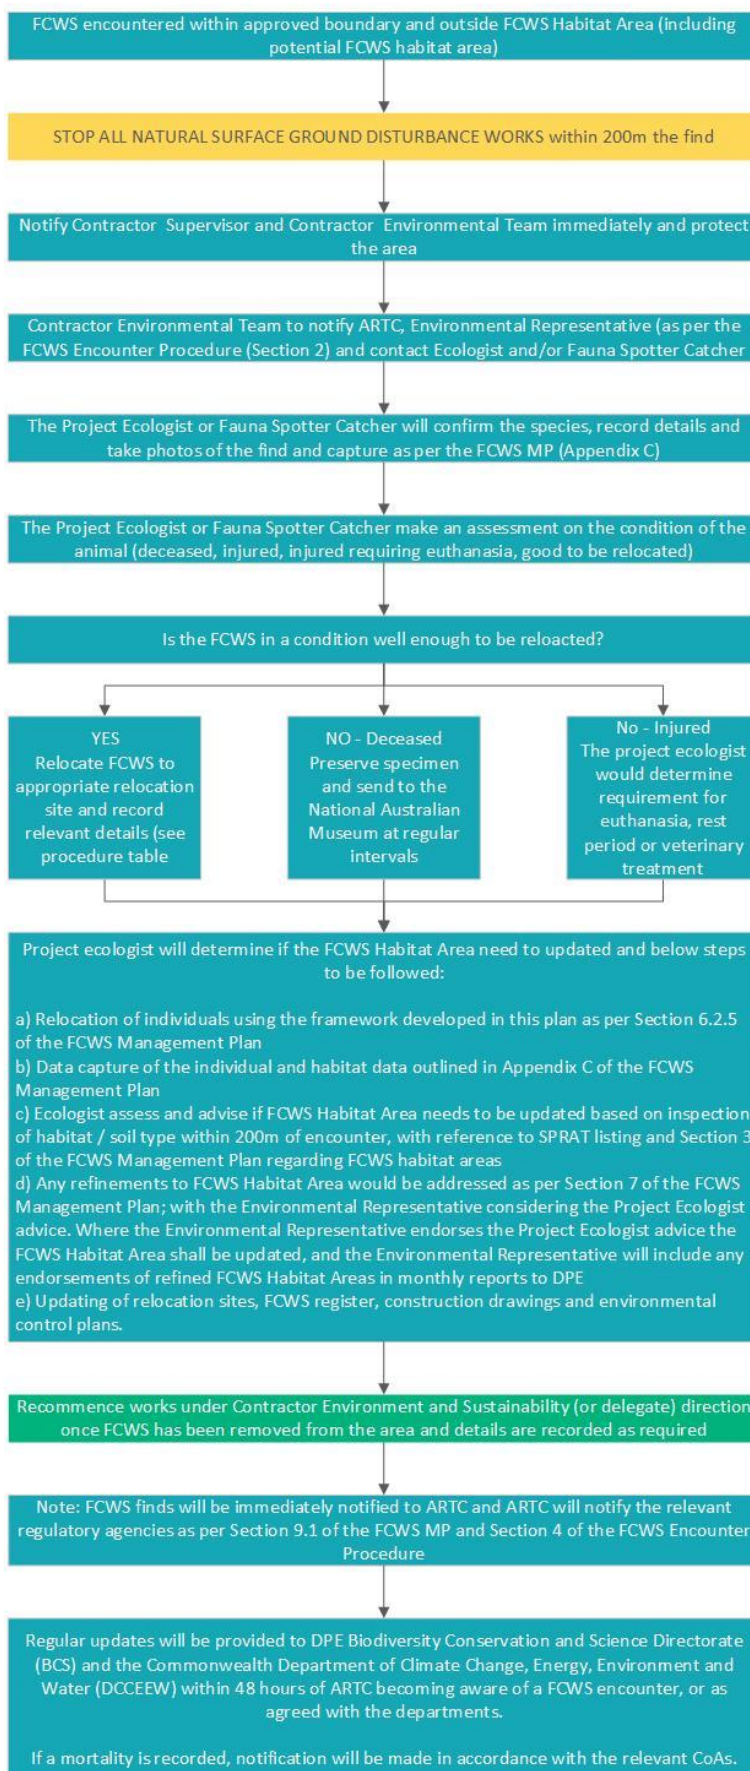 FCWS encountered within approved boundary and outside FCWS Habitat Area (including
potential FCWS habitat area)
STOP ALL NATURAL SURFACE GROUND DISTURBANCE WORKS within 200m the find
Notify Contractor Supervisor and Contractor Environmental Team immediately and protect
the area
Contractor Environmental Team to notify ARTC, Environmental Representative (as per the
FCWS Encounter Procedure (Section 2) and contact Ecologist and/or Fauna Spotter Catcher
The Project Ecologist or Fauna Spotter Catcher will confirm the species, record details and
take photos of the find and capture as per the FCWS MP (Appendix C)
The Project Ecologist or Fauna Spotter Catcher make an assessment on the condition of the
animal (deceased, injured, injured requiring euthanasia, good to be relocated)
Is the FCWS in a condition well enough to be reloacted?
YES
Relocate FCWS to
appropriate relocation
site and record
relevant details (see
procedure table
NO - Deceased
Preserve specimen
and send to the
National Australian
Museum at regular
intervals
No - Injured
The project ecologist
would determine
requirement for
euthanasia, rest
period or veterinary
treatment
Project ecologist will determine if the FCWS Habitat Area need to updated and below steps
to be followed:
a) Relocation of individuals using the framework developed in this plan as per Section 6.2.5
of the FCWS Management Plan
b) Data capture of the individual and habitat data outlined in Appendix C of the FCWS
Management Plan
c) Ecologist assess and advise if FCWS Habitat Area needs to be updated based on inspection
of habitat / soil type within 200m of encounter, with reference to SPRAT listing and Section 3
of the FCWS Management Plan regarding FCWS habitat areas
d) Any refinements to FCWS Habitat Area would be addressed as per Section 7 of the FCWS
Management Plan; with the Environmental Representative considering the Project Ecologist
advice. Where the Environmental Representative endorses the Project Ecologist advice the
FCWS Habitat Area shall be updated, and the Environmental Representative will include any
endorsements of refined FCWS Habitat Areas in monthly reports to DPE
e) Updating of relocation sites, FCWS register, construction drawings and environmental
control plans.
Recommence works under Contractor Environment and Sustainability (or delegate) direction
once FCWS has been removed from the area and details are recorded as required
Note: FCWS finds will be immediately notified to ARTC and ARTC will notify the relevant
regulatory agencies as per Section 9.1 of the FCWS MP and Section 4 of the FCWS Encounter
Procedure
Regular updates will be provided to DPE Biodiversity Conservation and Science Directorate
(BCS) and the Commonwealth Department of Climate Change, Energy, Environment and
Water (DCCEEW) within 48 hours of ARTC becoming aware of a FCWS encounter, or as
agreed with the departments.
If a mortality is recorded, notification will be made in accordance with the relevant CoAs.